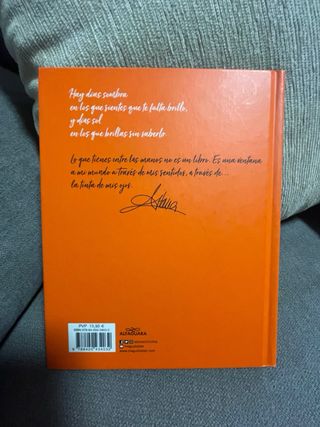 Hay días sombra
en los que sientes que te falta brillo,
y días sol
en los que brillas sin saberlo.
Lo que tienes entre las manos no es un libro. Es una ventana
a mi mundo a través de mis sentidos, a través de...
la tinta de mis ojos.
PVP 15,95 €
ALFAGUARA